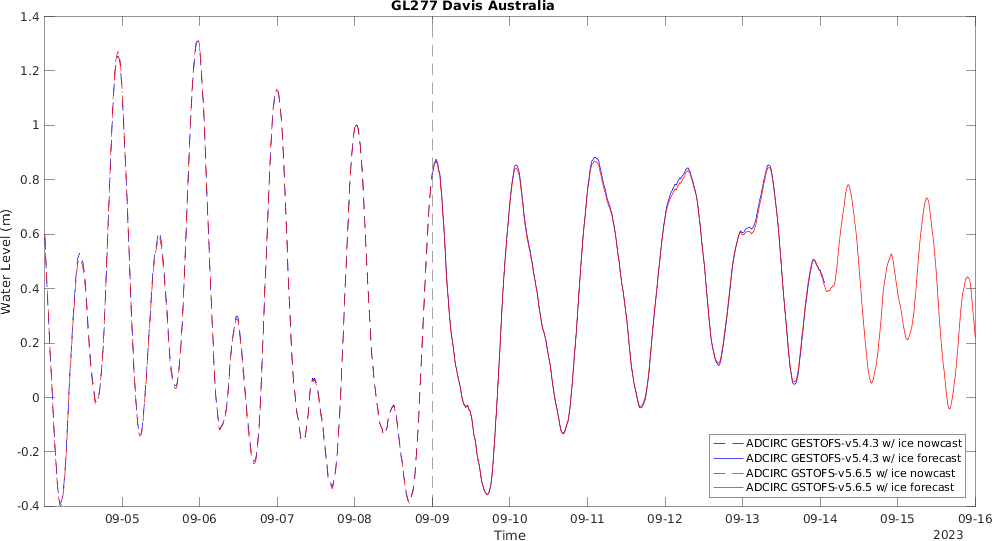 GL277 Davis Australia
1.4
1.2
1
0.8
0.6
0.4
0.2
0
-0.2
-0.4
Water Level (m)
ADCIRC GESTOFS-v5.4.3 w/ ice nowcast
ADCIRC GESTOFS-v5.4.3 w/ ice forecast
ADCIRC GSTOFS-v5.6.5 w/ ice nowcast
ADCIRC GSTOFS-v5.6.5 w/ ice forecast
09-05 09-06 09-07 09-08 09-09 09-10 09-11 09-12 09-13 09-14 09-15 09-16
Time
2023